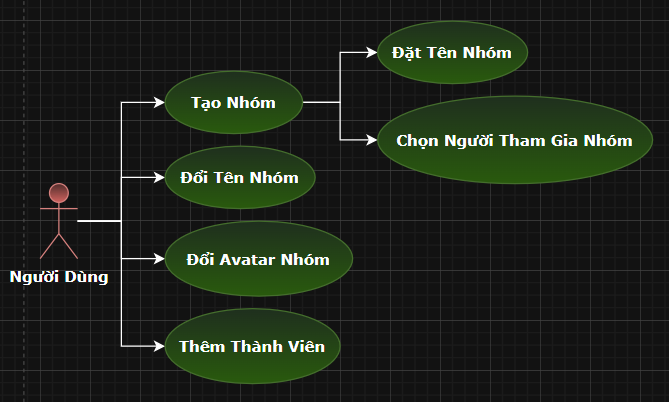 Đặt Tên Nhóm
Tạo Nhóm
Chọn Người Tham Gia Nhóm
Đổi Tên Nhóm
Đổi Avatar Nhóm
Người Dùng
Thêm Thành Viên